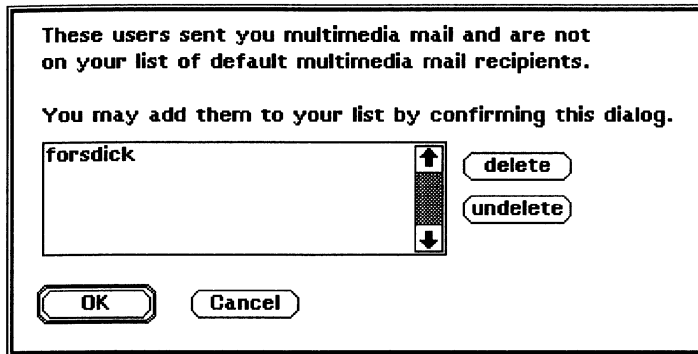 These users sent you multimedia mail and are not
on your list of default multimedia mail recipients.
You may add them to your list by confirming this dialog.
forsdick
delete
undelete
OK
Cancel